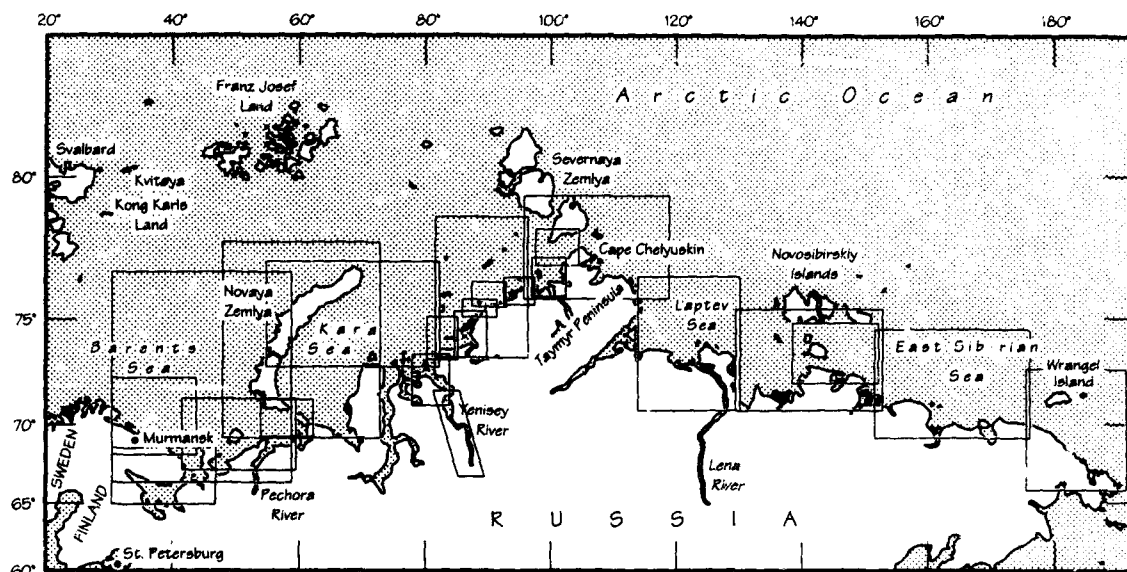 20° 40° 60° 80° 100° 120° 140° 160° 180°
Franz Josef
Land
Arctic Ocean
Svalbard
Severnaya
Zemlya
80°
Kvitøya
Kong Karls
Land
Cape Chelyuskin
Novosibirskiy
Islands
Novaya
Zemlya
Laptev
Sea
Taymyr Peninsula
75°
Kara
Sea
Barents
Sea
East Sib rian
Sea
Wrangel
Island
70°
Yenisey
River
Murmansk
SWEDEN
FINLAND
Lena
River
Pechora
River
65°
RUSSIA
St. Petersburg
60°